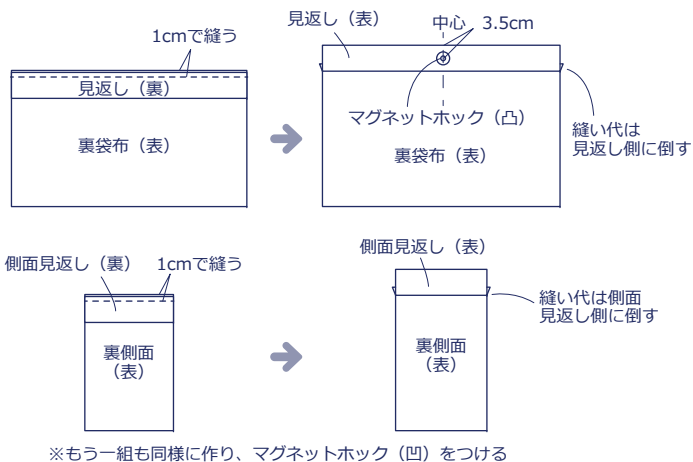 1cmで縫う
見返し（裏）
裏袋布（表）
見返し（表）
中心
3.5cm
マグネットホック（凸）
裏袋布（表）
縫い代は
見返し側に倒す
側面見返し（裏）
1cmで縫う
裏側面
（表）
側面見返し（表）
裏側面
（表）
縫い代は側面
見返し側に倒す
※もう一組も同様に作り、マグネットホック（凹）をつける